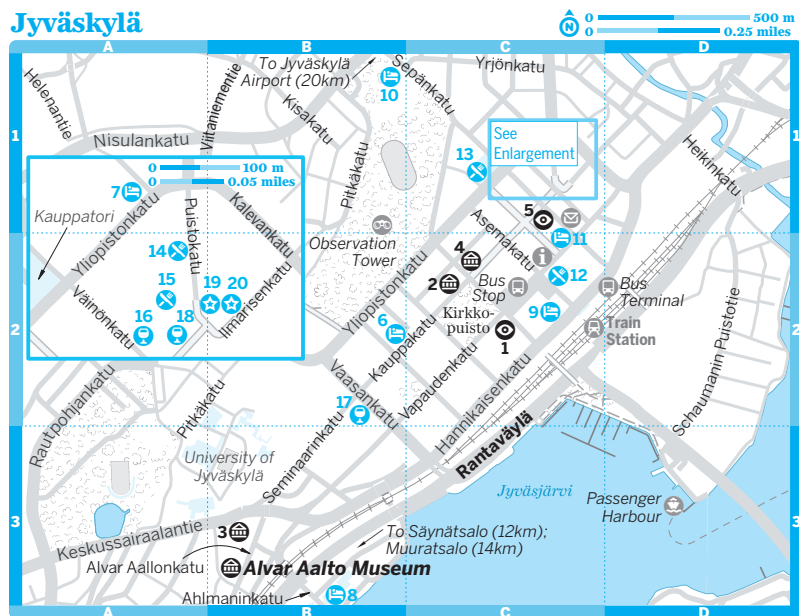 Jyväskylä
N
0 500 m
0 0.25 miles
A
B
C
D
To Jyväskylä
Airport (20km)
10
Sepänkatu
Yrjönkatu
Helenantie
Viitaniementie
Kisakatu
1
1
Nisulankatu
Pitkäkatu
13
See
Enlargement
Heikinkatu
0 100 m
0 0.05 miles
7
Kauppatori
Yliopistonkatu
Puistokatu
Kalevankatu
14
15
19
20
16
18
Väinönkatu
Ilmarisenkatu
Observation
Tower
5
Asemakatu
11
4
2
12
Bus
Stop
Bus
Terminal
Yliopistonkatu
Kirkko-
puisto
9
2
2
6
Kauppakatu
1
Train
Station
Schaumanin Puistotie
Vaasankatu
Vapaudenkatu
Hannikaisenkatu
Rautpohjankatu
Pitkäkatu
17
Rantaväylä
University of
Jyväskylä
Seminaarinkatu
Jyväsjärvi
Passenger
Harbour
3
3
Keskussairaalantie
3
To Säynätsalo (12km);
Muuratsalo (14km)
Alvar Aallonkatu
Alvar Aalto Museum
Ahlmaninkatu
8
A
B
C
D